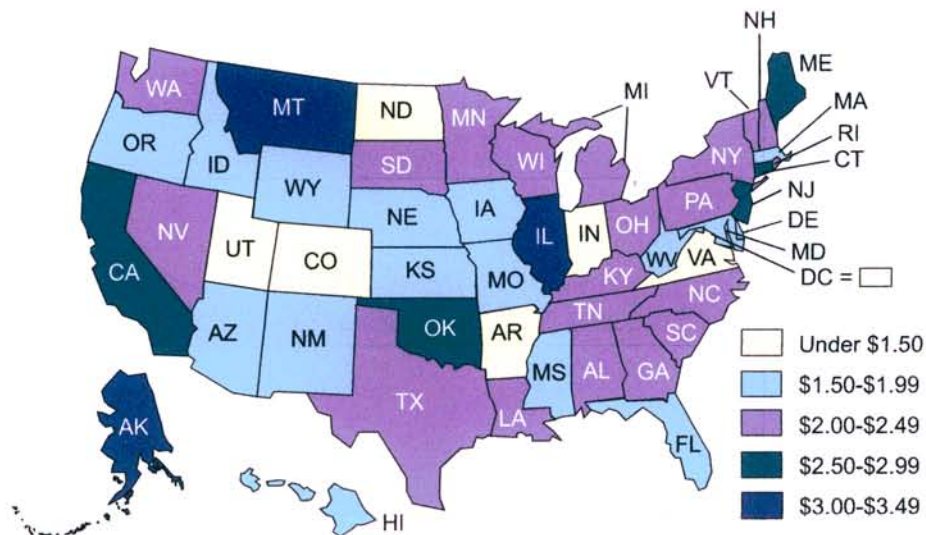 NH
ME
VT
MI
WA
MT
ND
MN
MA
OR
ID
SD
WI
NY
RI
CT
WY
PA
NJ
NE
IA
DE
NV
UT
CO
IL
IN
OH
WV
VA
MD
CA
KS
MO
KY
DC =
NC
TN
AZ
NM
OK
AR
SC
MS
AL
GA
TX
LA
FL
AK
HI
Under $1.50
$1.50-$1.99
$2.00-$2.49
$2.50-$2.99
$3.00-$3.49